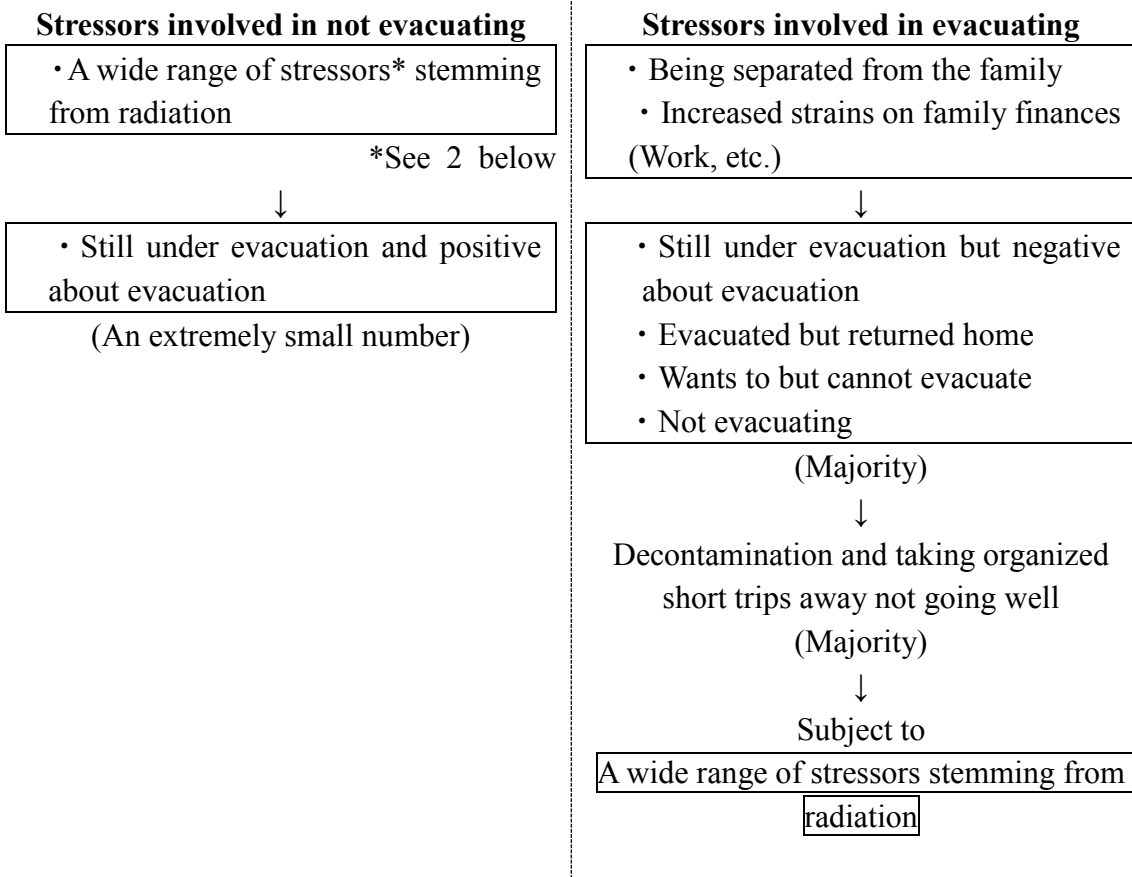 Stressors involved in not evacuating
・A wide range of stressors* stemming
from radiation
*See 2 below
↓
・Still under evacuation and positive
about evacuation
(An extremely small number)
Stressors involved in evacuating
・Being separated from the family
・Increased strains on family finances
(Work, etc.)
↓
・Still under evacuation but negative
about evacuation
・Evacuated but returned home
・Wants to but cannot evacuate
・Not evacuating
(Majority)
↓
Decontamination and taking organized
short trips away not going well
(Majority)
↓
Subject to
A wide range of stressors stemming from
radiation